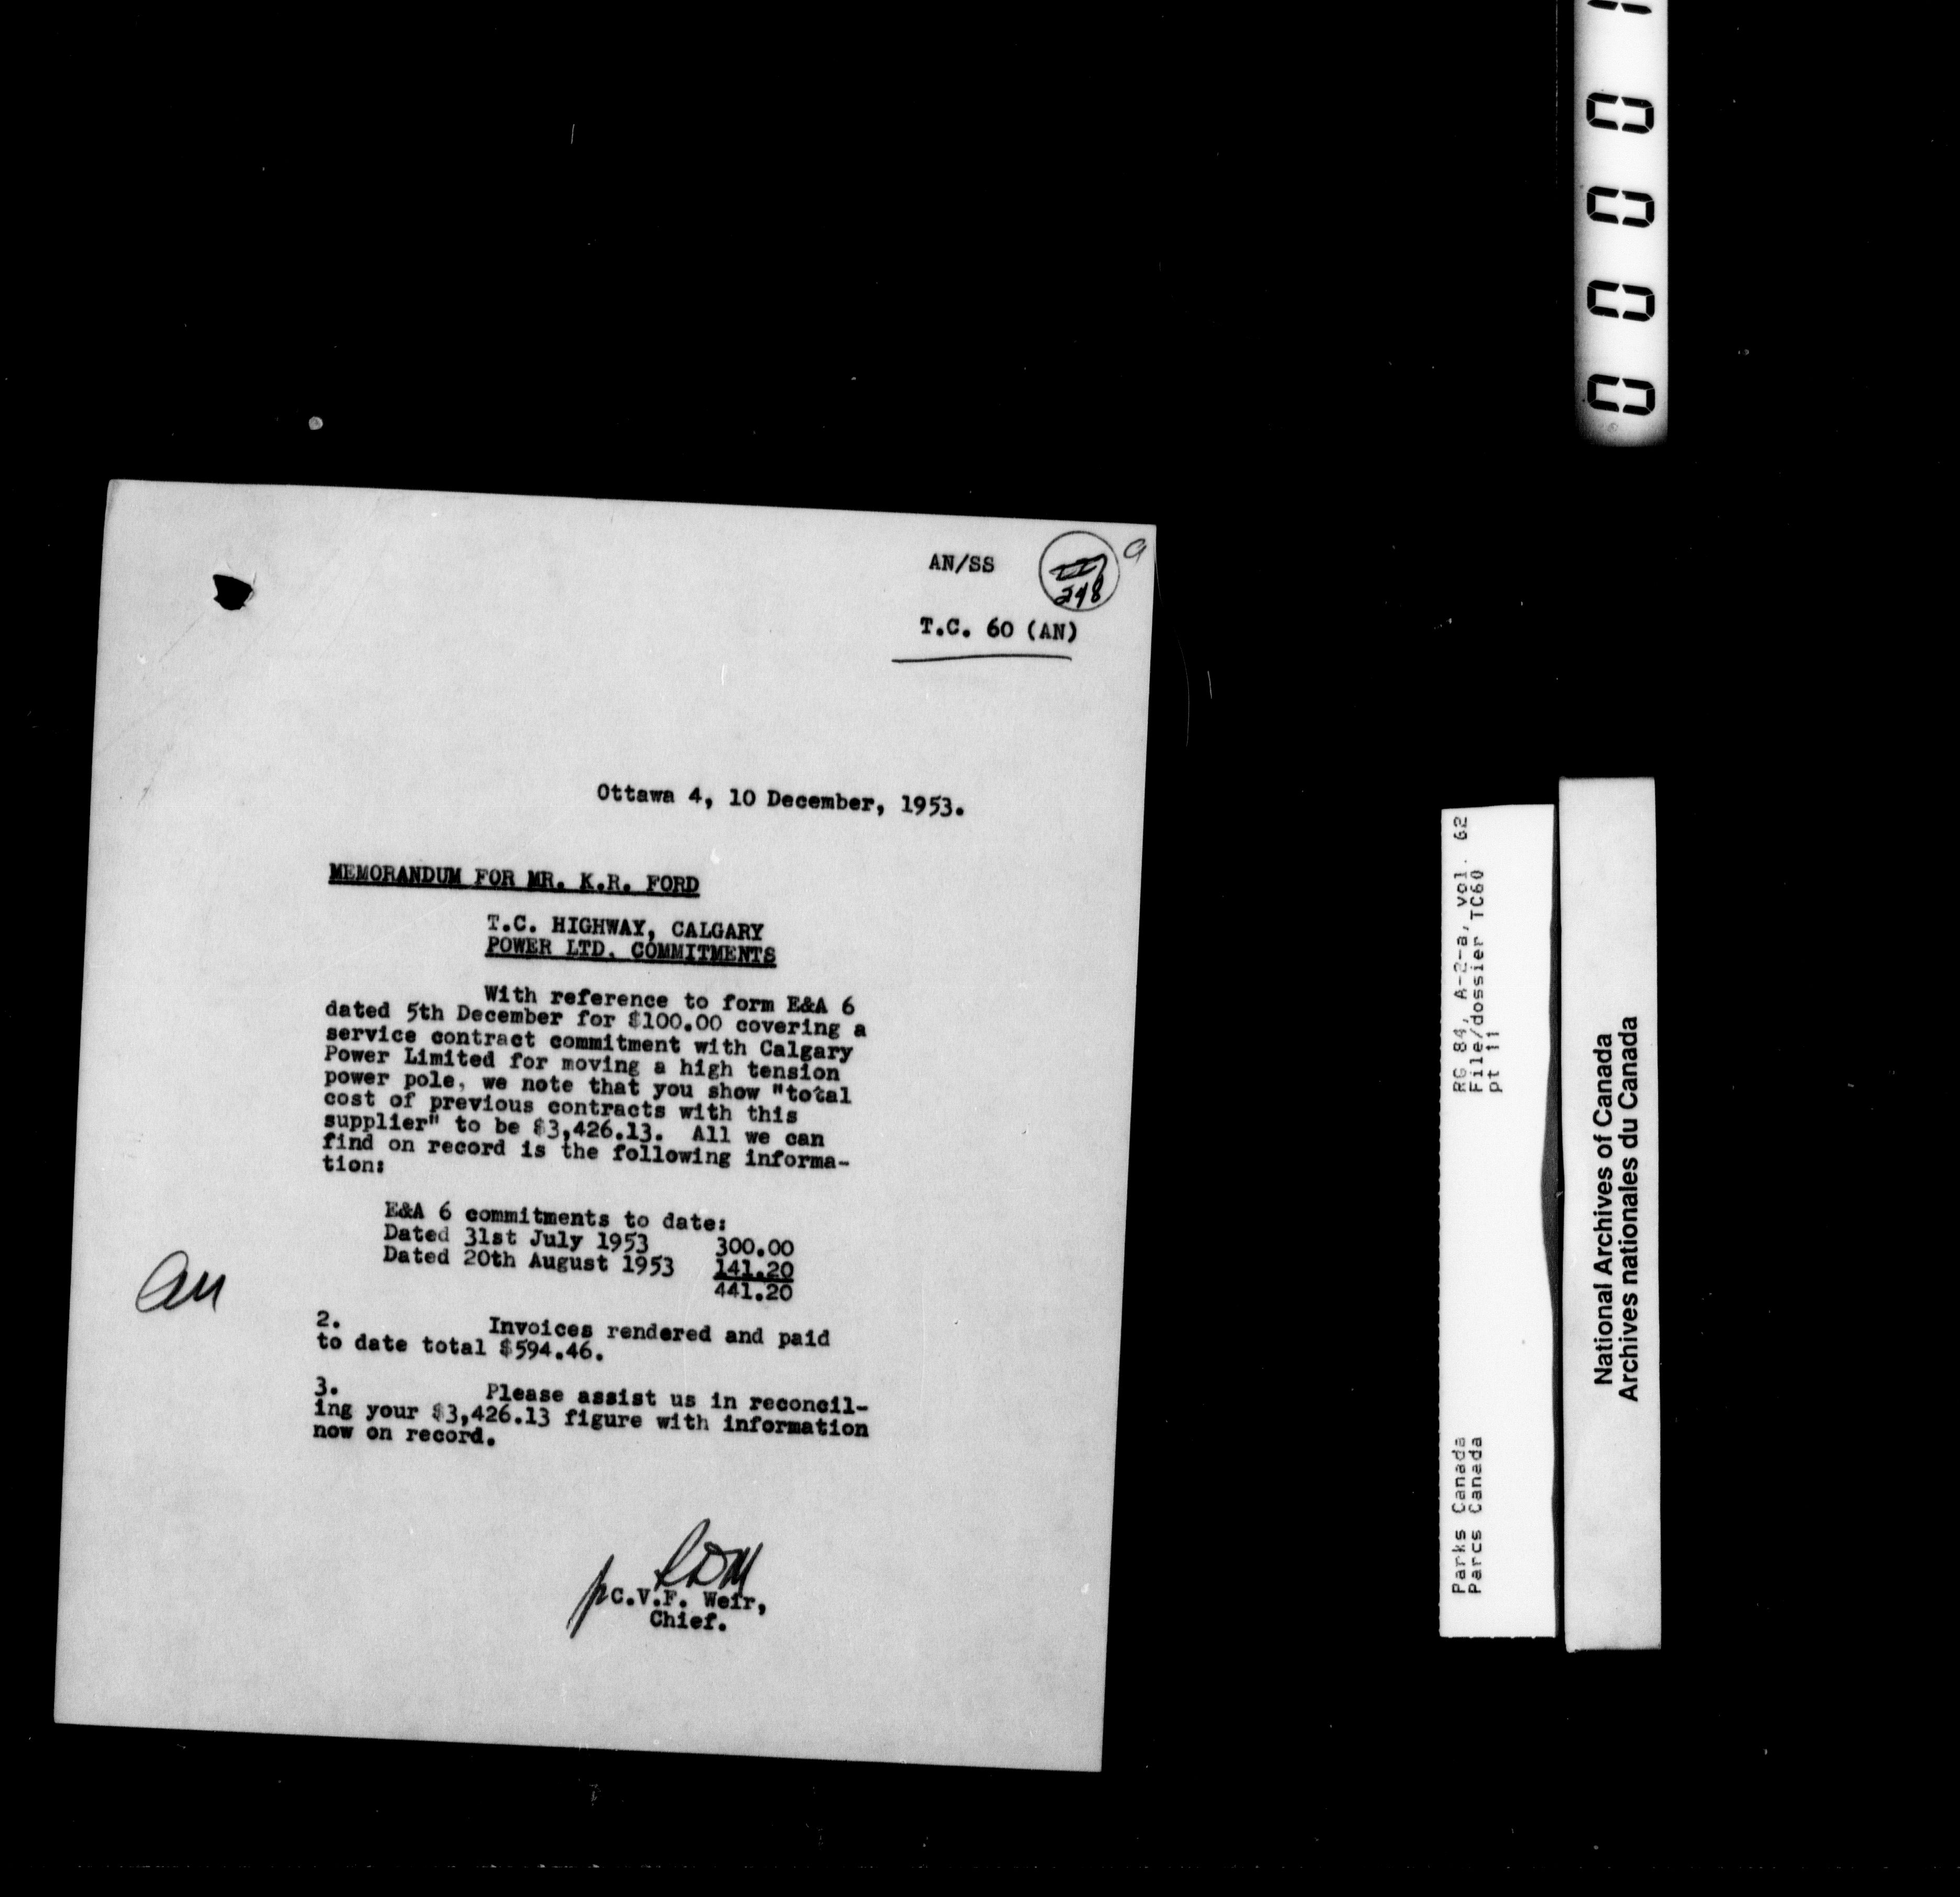 AN/SS
248
T.C. 60 (AN)
Ottawa 4, 10 December, 1953.
MEMORANDUM FOR MR. K.R. FORD
T.C. HIGHWAY, CALGARY
POWER LTD. COMMITMENTS
With reference to form E&A 6
dated 5th December for $100.00 covering a
service contract commitment with Calgary
Power Limited for moving a high tension
power pole, we note that you show "total
cost of previous contracts with this
supplier" to be $3,426.13. All we can
find on record is the following informa-
tion:
E&A 6 commitments to date:
Dated 31st July 1953 300.00
Dated 20th August 1953 141.20
441.20
an
2. Invoices rendered and paid
to date total $594.46.
3. Please assist us in reconcil-
ing your $3,426.13 figure with information
now on record.
C.V.F. Weir,
Chief.
RG 84, A-2-a, vol. 62
File/dossier TC60
pt 11
Parks Canada
Parcs Canada
National Archives of Canada
Archives nationales du Canada